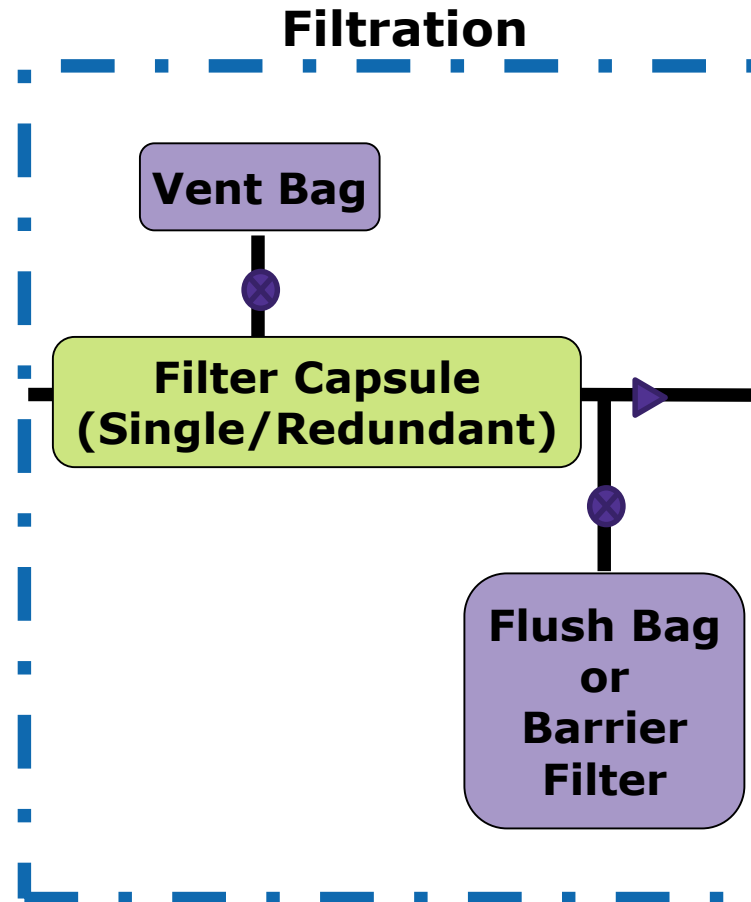 Filtration
Vent Bag
Filter Capsule
(Single/Redundant)
Flush Bag
or
Barrier
Filter